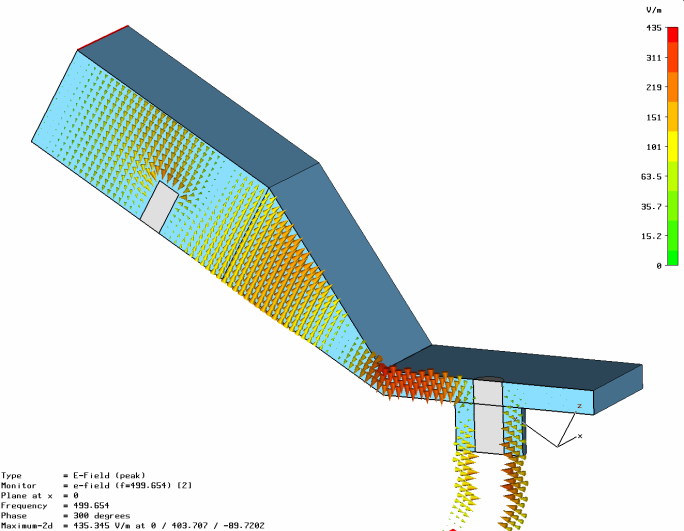 V/m
435
311
219
151
101
63.5
35.7
15.2
0
z
x
Type = E-Field (peak)
Monitor = e-field (f=499.654) [2]
Plane at x = 0
Frequency = 499.654
Phase = 300 degrees
Maximum-Zd = 435.345 V/m at 0 / 403.707 / -89.7202